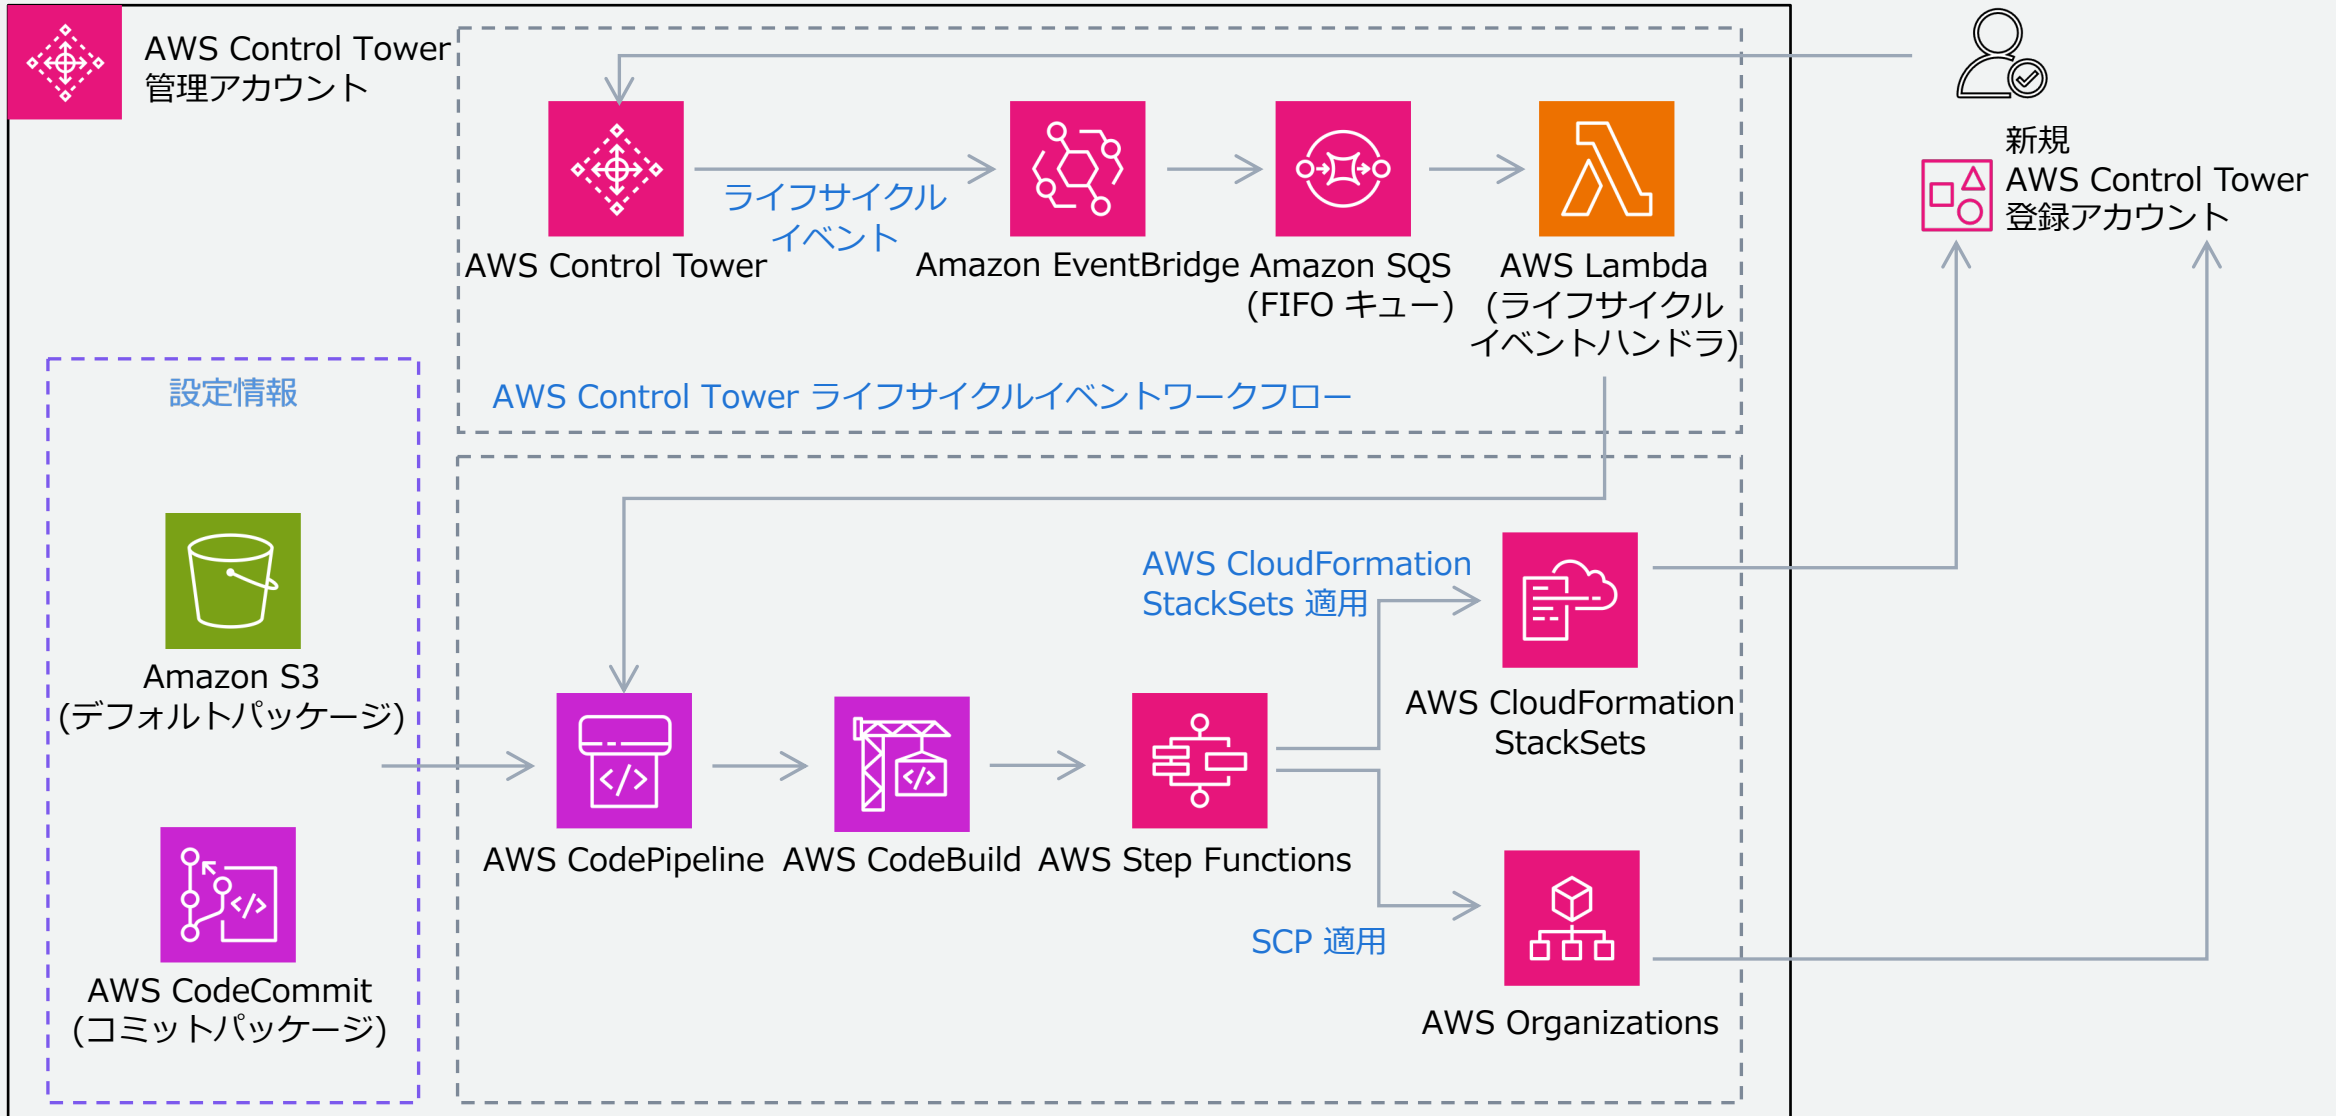 AWS Control Tower
管理アカウント
新規
AWS Control Tower
登録アカウント
ライフサイクル
イベント
AWS Control Tower
Amazon EventBridge
Amazon SQS
(FIFO キュー)
AWS Lambda
(ライフサイクル
イベントハンドラ)
AWS Control Tower ライフサイクルイベントワークフロー
設定情報
Amazon S3
(デフォルトパッケージ)
AWS CodeCommit
(コミットパッケージ)
AWS CodePipeline
AWS CodeBuild
AWS Step Functions
AWS CloudFormation
StackSets 適用
AWS CloudFormation
StackSets
SCP 適用
AWS Organizations